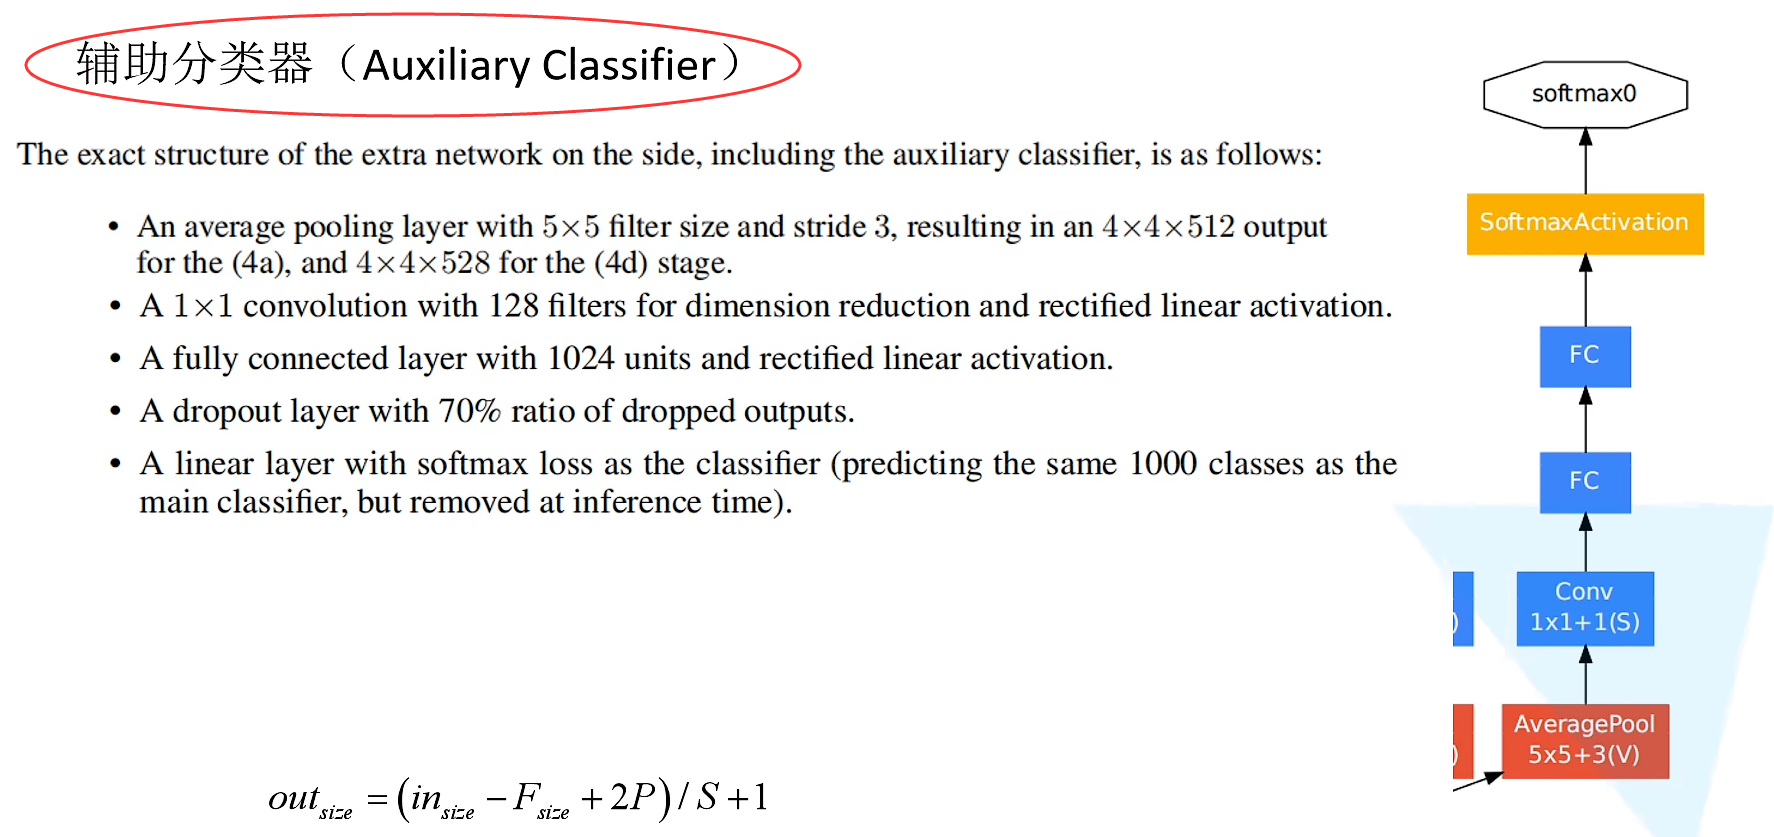 辅助分类器（Auxiliary Classifier）
The exact structure of the extra network on the side, including the auxiliary classifier, is as follows:
• An average pooling layer with 5×5 filter size and stride 3, resulting in an 4×4×512 output
for the (4a), and 4×4×528 for the (4d) stage.
• A 1×1 convolution with 128 filters for dimension reduction and rectified linear activation.
• A fully connected layer with 1024 units and rectified linear activation.
• A dropout layer with 70% ratio of dropped outputs.
• A linear layer with softmax loss as the classifier (predicting the same 1000 classes as the
main classifier, but removed at inference time).
out_size = (in_size − F_size + 2P) / S + 1
softmax0
SoftmaxActivation
FC
FC
Conv
1x1+1(S)
)
AveragePool
5x5+3(V)
)